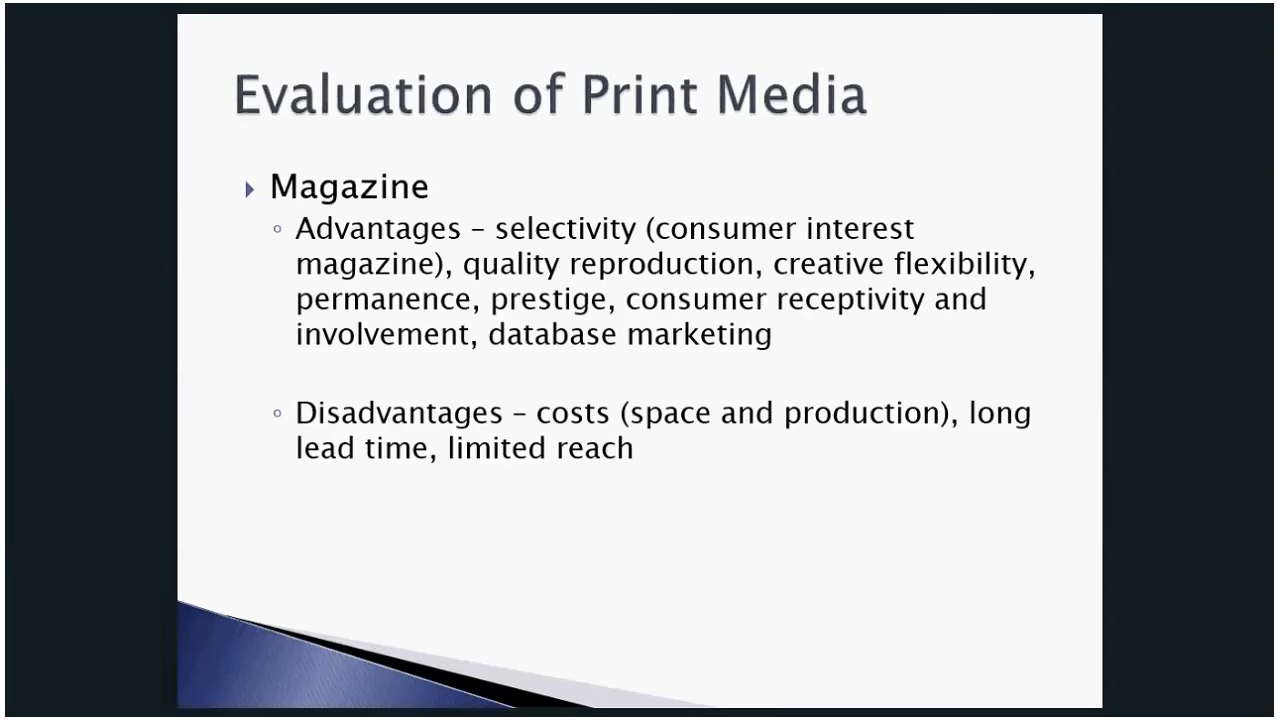 Evaluation of Print Media
Magazine
Advantages – selectivity (consumer interest
magazine), quality reproduction, creative flexibility,
permanence, prestige, consumer receptivity and
involvement, database marketing
Disadvantages – costs (space and production), long
lead time, limited reach